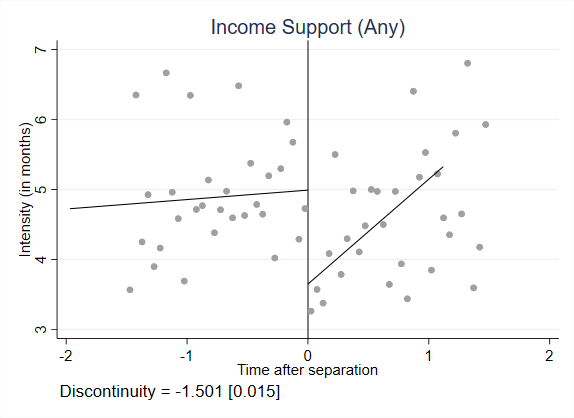 Income Support (Any)
7
6
5
4
3
Intensity (in months)
-2 -1 0 1 2
Time after separation
Discontinuity = -1.501 [0.015]